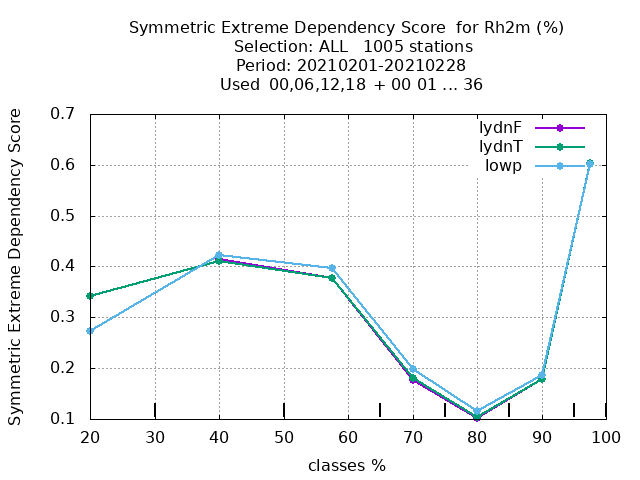 Symmetric Extreme Dependency Score  for Rh2m (%)
Selection: ALL   1005 stations
Period: 20210201-20210228
Used  00,06,12,18  + 00 01 ... 36
Symmetric Extreme Dependency Score
0.7
0.6
0.5
0.4
0.3
0.2
0.1
lydnF
lydnT
lowp
20 30 40 50 60 70 80 90 100
classes %